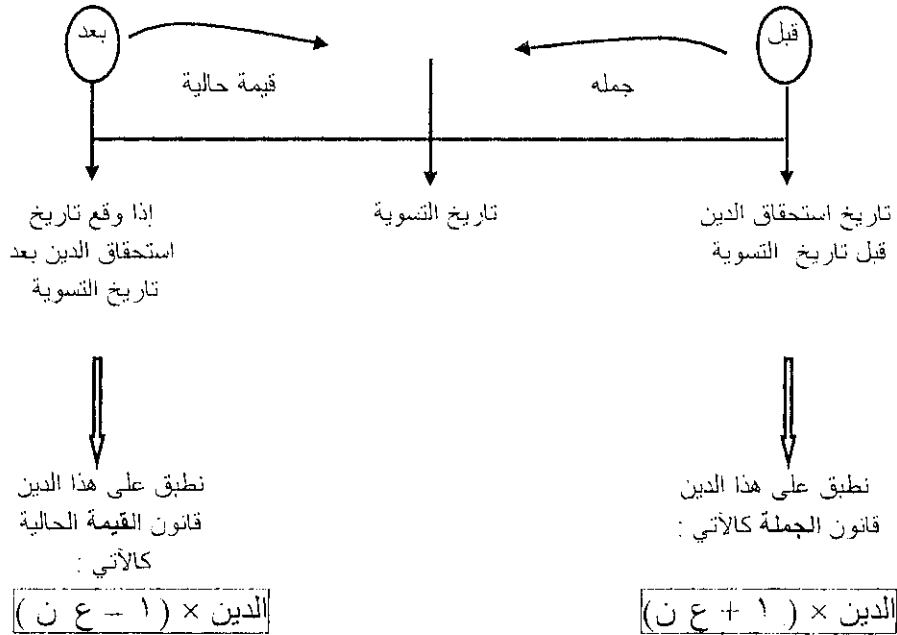 قبل
بعد
جمله
قيمة حالية
تاريخ استحقاق الدين
قبل تاريخ التسوية
تاريخ التسوية
إذا وقع تاريخ
استحقاق الدين بعد
تاريخ التسوية
نطبق على هذا الدين
قانون الجملة كالآتي :
الدين × ( ١ + ع ن )
نطبق على هذا الدين
قانون القيمة الحالية
كالآتي :
الدين × ( ١ – ع ن )